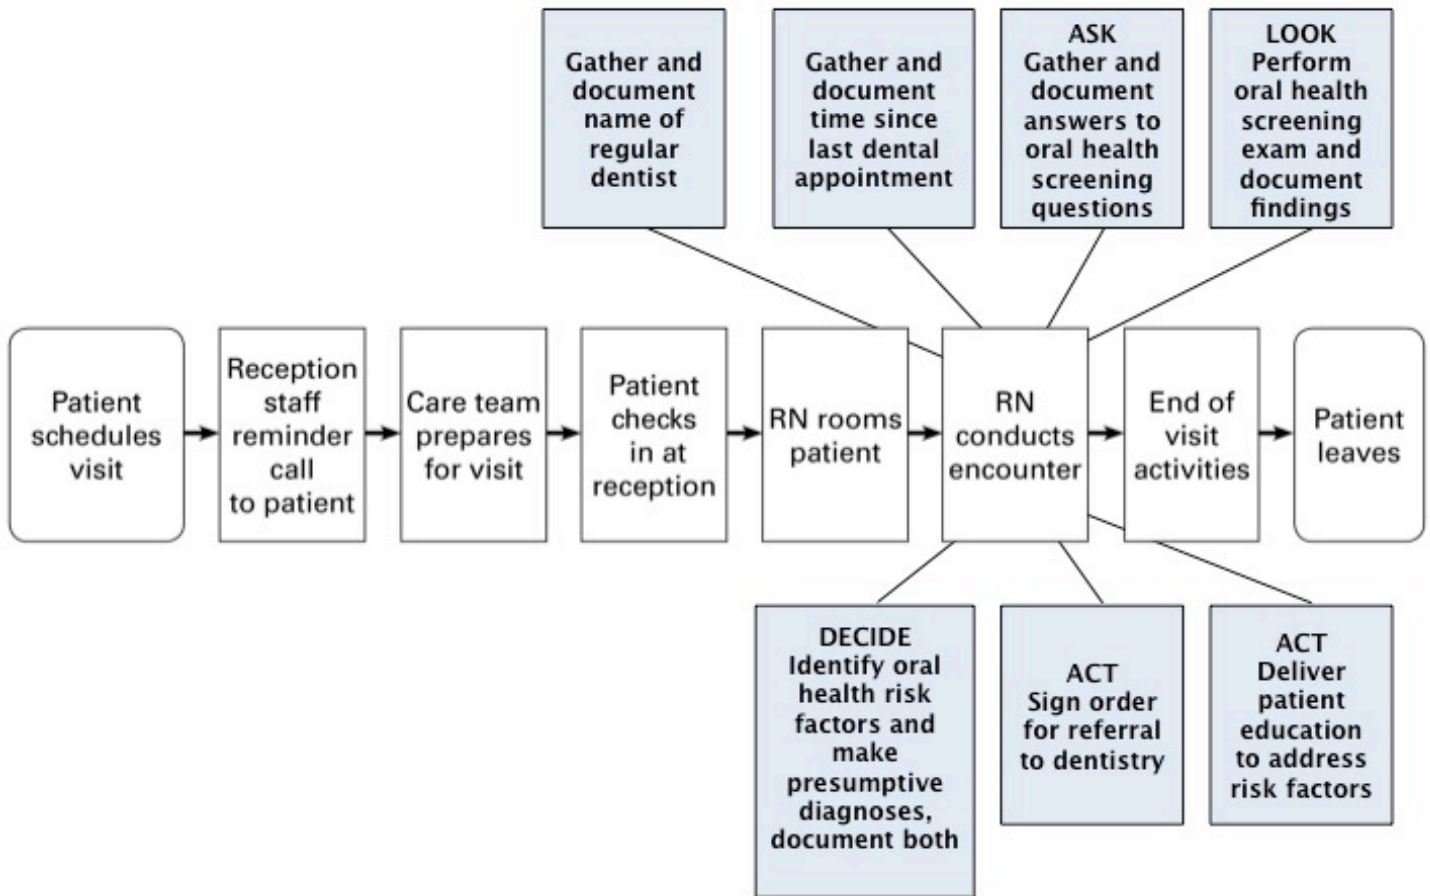 Gather and
document
name of
regular
dentist
Gather and
document
time since
last dental
appointment
ASK
Gather and
document
answers to
oral health
screening
questions
LOOK
Perform
oral health
screening
exam and
document
findings
Patient
schedules
visit
Reception
staff
reminder
call
to patient
Care team
prepares
for visit
Patient
checks
in at
reception
RN rooms
patient
RN
conducts
encounter
End of
visit
activities
Patient
leaves
DECIDE
Identify oral
health risk
factors and
make
presumptive
diagnoses,
document both
ACT
Sign order
for referral
to dentistry
ACT
Deliver
patient
education
to address
risk factors